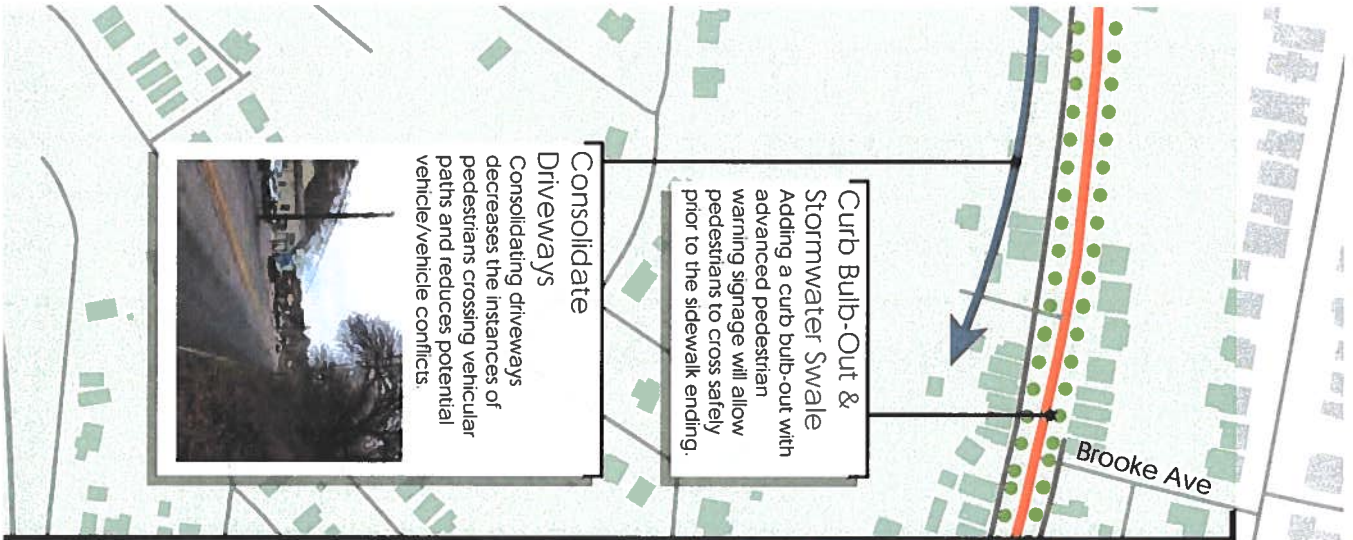 Curb Bulb-Out &
Stormwater Swale
Adding a curb bulb-out with
advanced pedestrian
warning signage will allow
pedestrians to cross safely
prior to the sidewalk ending.
Consolidate
Driveways
Consolidating driveways
decreases the instances of
pedestrians crossing vehicular
paths and reduces potential
vehicle/vehicle conflicts.
Brooke Ave